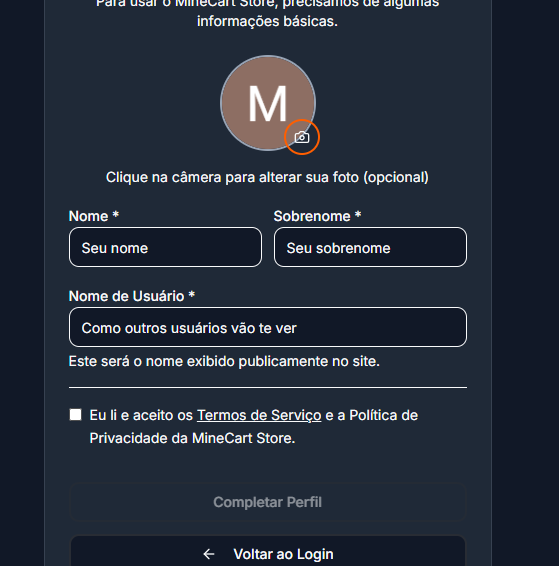 Para usar o MineCart Store, precisamos de algumas
informações básicas.
M
Clique na câmera para alterar sua foto (opcional)
Nome * Sobrenome *
Seu nome Seu sobrenome
Nome de Usuário *
Como outros usuários vão te ver
Este será o nome exibido publicamente no site.
Eu li e aceito os Termos de Serviço e a Política de
Privacidade da MineCart Store.
Completar Perfil
Voltar ao Login